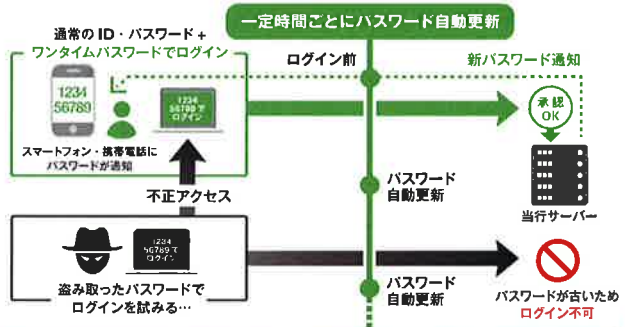 一定時間ごとにパスワード自動更新
通常のID・パスワード+
ワンタイムパスワードでログイン
ログイン前
新パスワード通知
1234
56789
1234
56789で
ログイン
承認
OK
スマートフォン・携帯電話に
パスワードが通知
不正アクセス
パスワード
自動更新
当行サーバー
1234
56789で
ログイン
盗み取ったパスワードで
ログインを試みる…
パスワード
自動更新
パスワードが古いため
ログイン不可